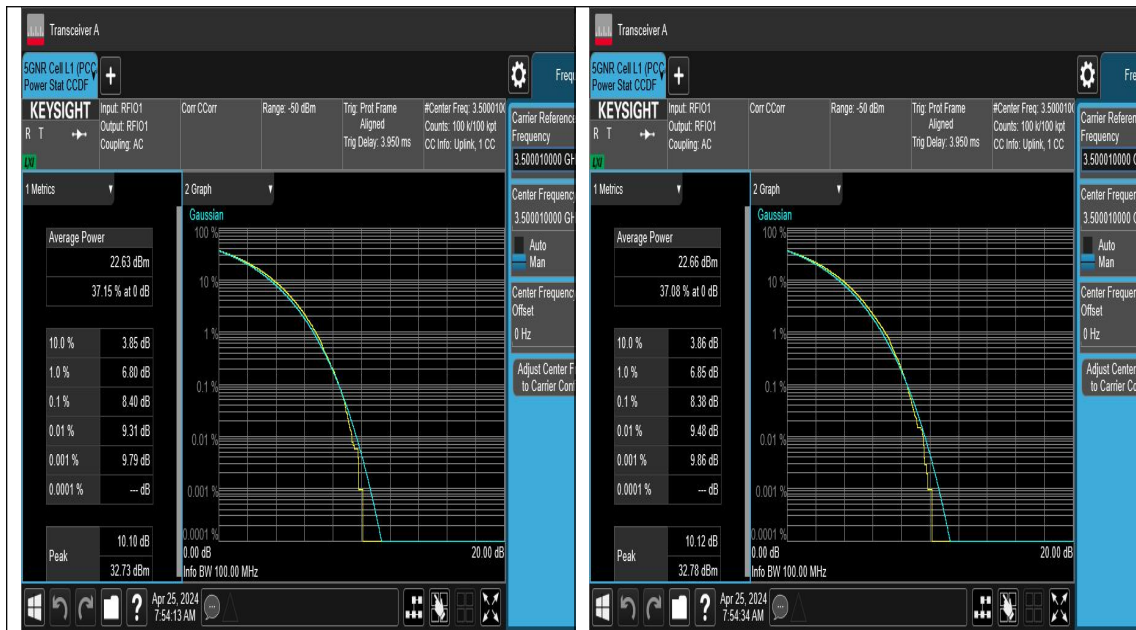 Transceiver A
5GNR Cell L1 (PCC
Power Stat CCDF
+
Frequ
KEYSIGHT
R T
LXI
Input: RFIO1
Output: RFIO1
Coupling: AC
Corr CCorr
Range: -50 dBm
Trig: Prot Frame
Aligned
Trig Delay: 3.950 ms
#Center Freq: 3.5000100
Counts: 100 k/100 kpt
CC Info: Uplink, 1 CC
Carrier Reference
Frequency
3.500010000 GH
Center Frequency
3.500010000 GH
Auto
Man
Center Frequency
Offset
0 Hz
Adjust Center F
to Carrier Conf
1 Metrics
Average Power
22.63 dBm
37.15 % at 0 dB
10.0 % 3.85 dB
1.0 % 6.80 dB
0.1 % 8.40 dB
0.01 % 9.31 dB
0.001 % 9.79 dB
0.0001 % --- dB
Peak
10.10 dB
32.73 dBm
2 Graph
Gaussian
100 %
10 %
1 %
0.1 %
0.01 %
0.001 %
0.0001 %
0.00 dB
20.00 dB
Info BW 100.00 MHz
?
Apr 25, 2024
7:54:13 AM
Transceiver A
5GNR Cell L1 (PCC
Power Stat CCDF
+
Fre
KEYSIGHT
R T
LXI
Input: RFIO1
Output: RFIO1
Coupling: AC
Corr CCorr
Range: -50 dBm
Trig: Prot Frame
Aligned
Trig Delay: 3.950 ms
#Center Freq: 3.500010(
Counts: 100 k/100 kpt
CC Info: Uplink, 1 CC
Carrier Referen
Frequency
3.500010000 G
Center Frequen
3.500010000 G
Auto
Man
Center Frequen
Offset
0 Hz
Adjust Center
to Carrier Co
1 Metrics
Average Power
22.66 dBm
37.08 % at 0 dB
10.0 % 3.86 dB
1.0 % 6.85 dB
0.1 % 8.38 dB
0.01 % 9.48 dB
0.001 % 9.86 dB
0.0001 % --- dB
Peak
10.12 dB
32.78 dBm
2 Graph
Gaussian
100 %
10 %
1 %
0.1 %
0.01 %
0.001 %
0.0001 %
0.00 dB
20.00 dB
Info BW 100.00 MHz
?
Apr 25, 2024
7:54:34 AM